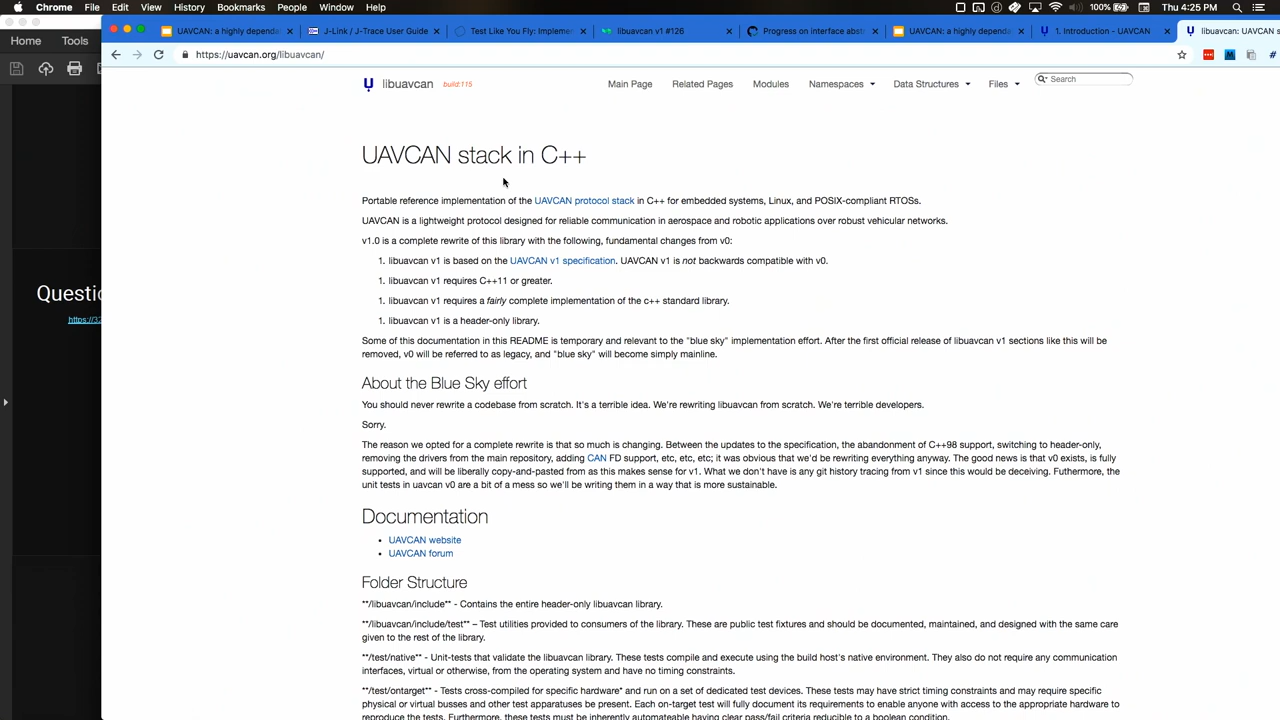 Chrome File Edit View History Bookmarks People Window Help 100% Thu 4:25 PM
UAVCAN: a highly dependa
J-Link / J-Trace User Guide
Test Like You Fly: Impleme
libuavcan v1 #126
Progress on interface abst
UAVCAN: a highly dependa
1. Introduction - UAVCAN
libuavcan: UAVCAN s
Home Tools
https://uavcan.org/libuavcan/
libuavcan build:115
Main Page Related Pages Modules Namespaces Data Structures Files Search
UAVCAN stack in C++
Portable reference implementation of the UAVCAN protocol stack in C++ for embedded systems, Linux, and POSIX-compliant RTOSs.
UAVCAN is a lightweight protocol designed for reliable communication in aerospace and robotic applications over robust vehicular networks.
v1.0 is a complete rewrite of this library with the following, fundamental changes from v0:
1. libuavcan v1 is based on the UAVCAN v1 specification. UAVCAN v1 is not backwards compatible with v0.
1. libuavcan v1 requires C++11 or greater.
1. libuavcan v1 requires a fairly complete implementation of the c++ standard library.
1. libuavcan v1 is a header-only library.
Questio
https://32
Some of this documentation in this README is temporary and relevant to the "blue sky" implementation effort. After the first official release of libuavcan v1 sections like this will be
removed, v0 will be referred to as legacy, and "blue sky" will become simply mainline.
About the Blue Sky effort
You should never rewrite a codebase from scratch. It's a terrible idea. We're rewriting libuavcan from scratch. We're terrible developers.
Sorry.
The reason we opted for a complete rewrite is that so much is changing. Between the updates to the specification, the abandonment of C++98 support, switching to header-only,
removing the drivers from the main repository, adding CAN FD support, etc, etc, etc; it was obvious that we'd be rewriting everything anyway. The good news is that v0 exists, is fully
supported, and will be liberally copy-and-pasted from as this makes sense for v1. What we don't have is any git history tracing from v1 since this would be deceiving. Futhermore, the
unit tests in uavcan v0 are a bit of a mess so we'll be writing them in a way that is more sustainable.
Documentation
• UAVCAN website
• UAVCAN forum
Folder Structure
**/libuavcan/include** - Contains the entire header-only libuavcan library.
**/libuavcan/include/test** – Test utilities provided to consumers of the library. These are public test fixtures and should be documented, maintained, and designed with the same care
given to the rest of the library.
**/test/native** - Unit-tests that validate the libuavcan library. These tests compile and execute using the build host's native environment. They also do not require any communication
interfaces, virtual or otherwise, from the operating system and have no timing constraints.
**/test/ontarget** - Tests cross-compiled for specific hardware* and run on a set of dedicated test devices. These tests may have strict timing constraints and may require specific
physical or virtual busses and other test apparatuses be present. Each on-target test will fully document its requirements to enable anyone with access to the appropriate hardware to
reproduce the tests. Furthermore, these tests must be inherently automateable having clear pass/fail criteria reducible to a boolean condition.